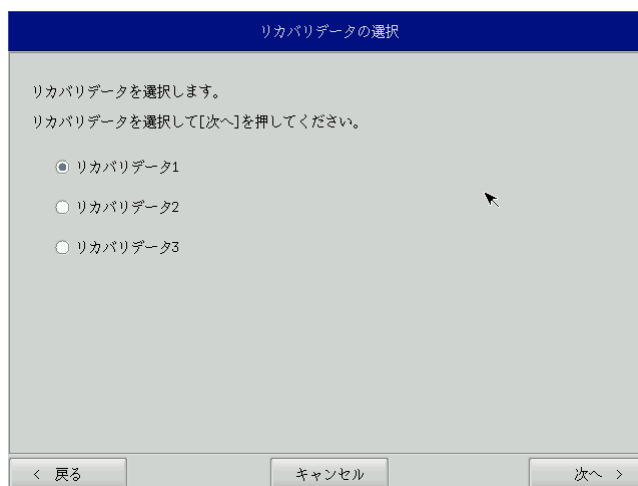 リカバリデータの選択
リカバリデータを選択します。
リカバリデータを選択して[次へ]を押してください。
リカバリデータ1
リカバリデータ2
リカバリデータ3
< 戻る
キャンセル
次へ >